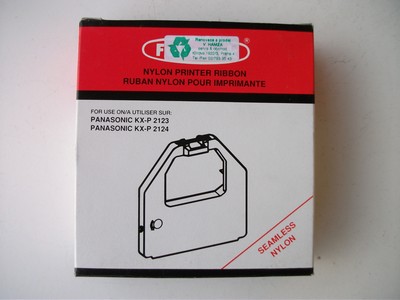 F
NYLON PRINTER RIBBON
RUBAN NYLON POUR IMPRIMANTE
FOR USE ON/A UTILISER SUR:
PANASONIC KX-P 2123
PANASONIC KX-P 2124
SEAMLESS
NYLON